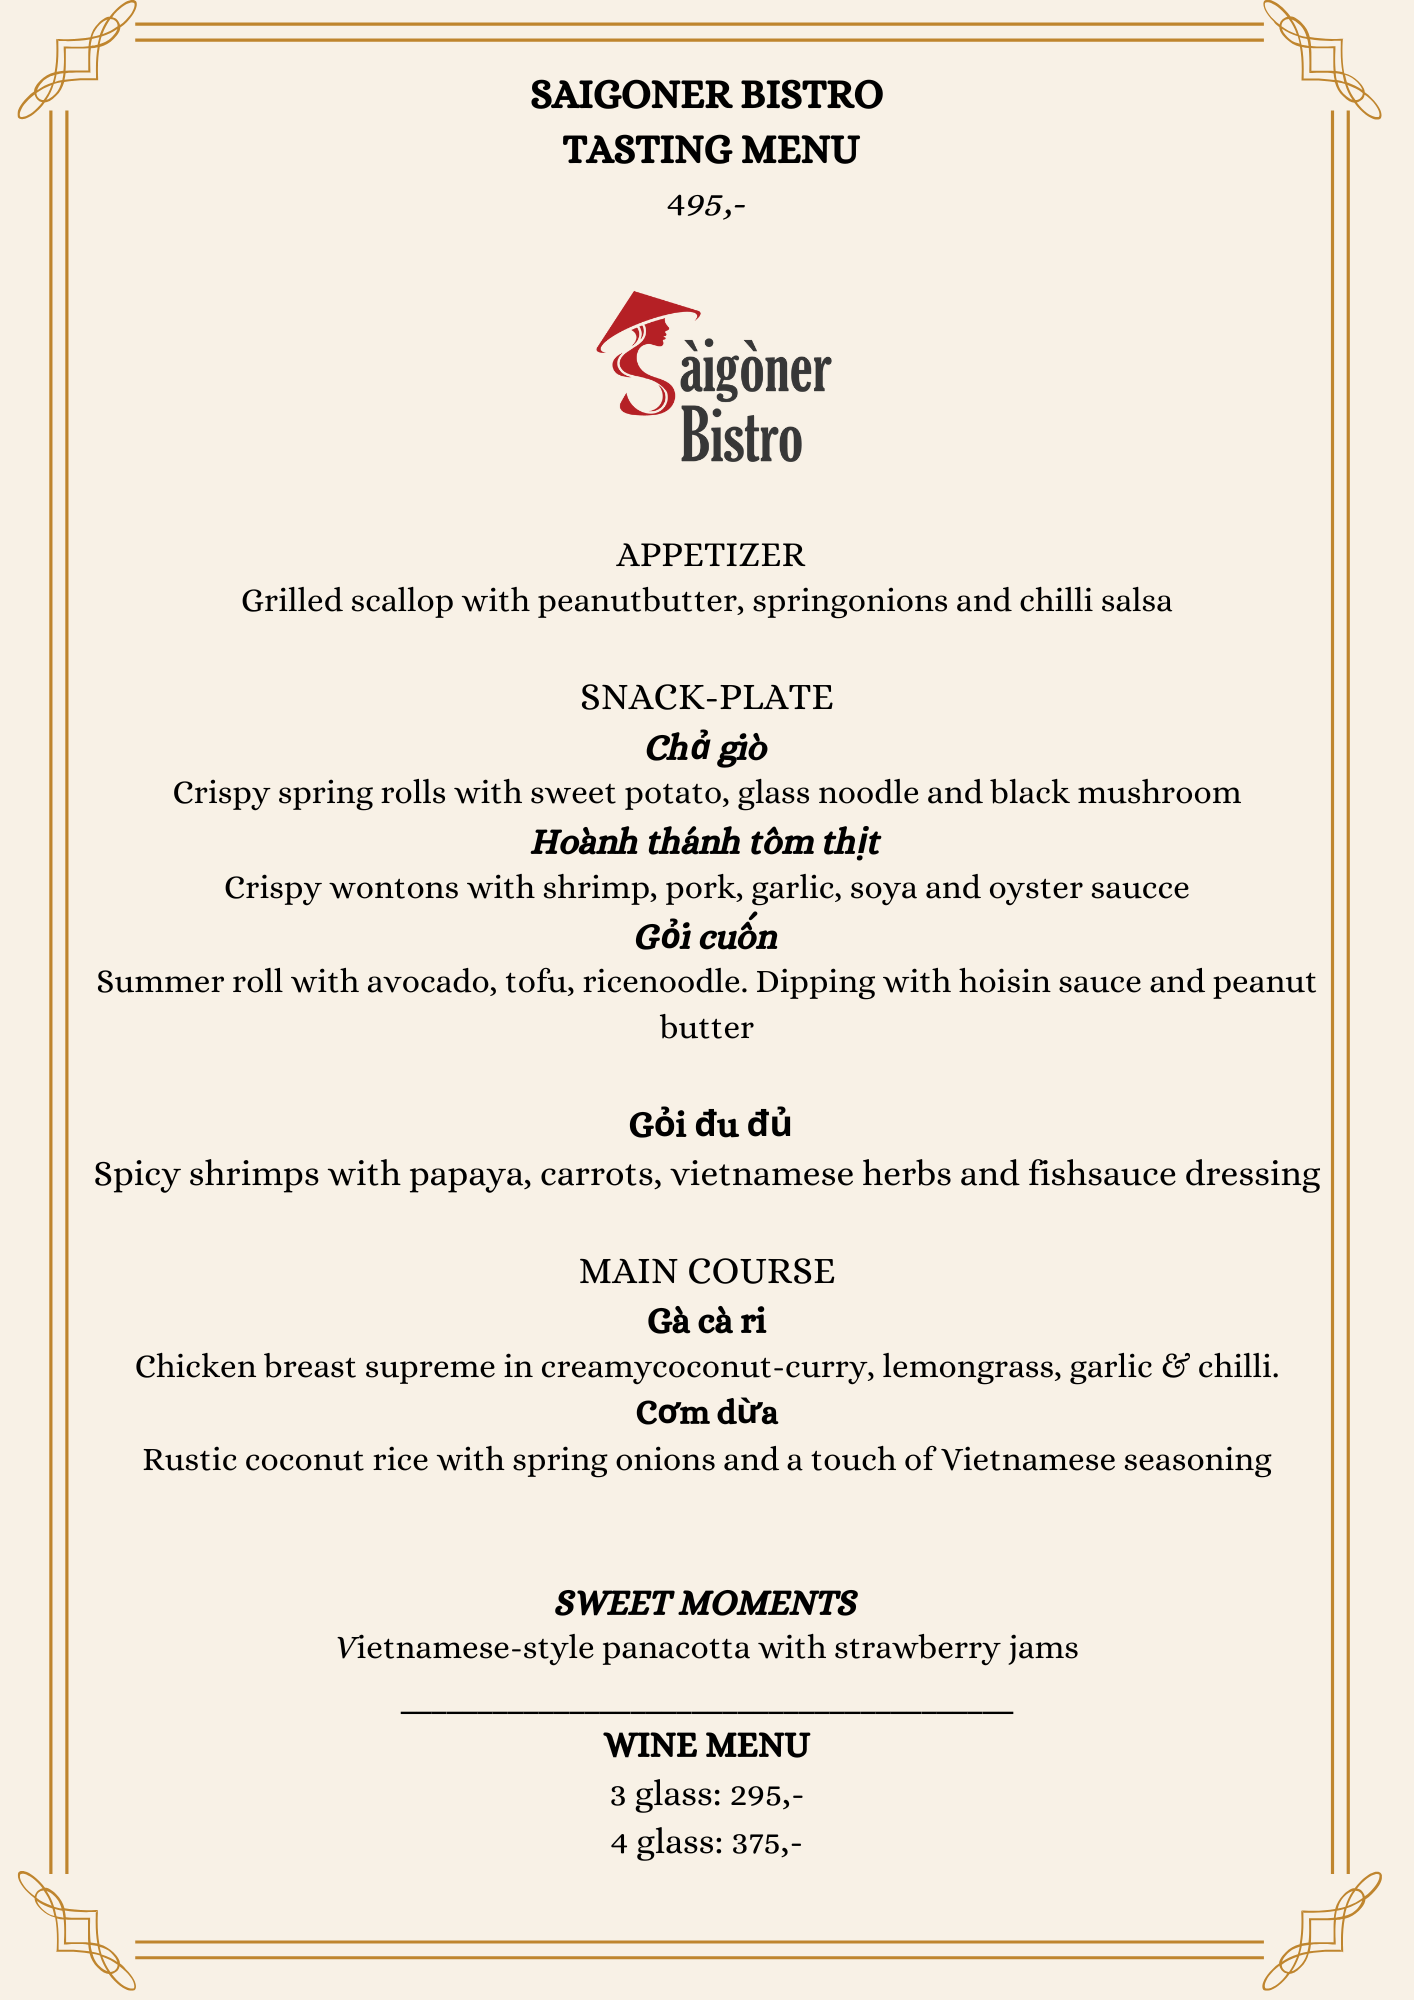 SAIGONER BISTRO
TASTING MENU
495,-
Sàigòner
Bistro
APPETIZER
Grilled scallop with peanutbutter, springonions and chilli salsa
SNACK-PLATE
Chả giò
Crispy spring rolls with sweet potato, glass noodle and black mushroom
Hoành thánh tôm thịt
Crispy wontons with shrimp, pork, garlic, soya and oyster saucce
Gỏi cuốn
Summer roll with avocado, tofu, ricenoodle. Dipping with hoisin sauce and peanut
butter
Gỏi đu đủ
Spicy shrimps with papaya, carrots, vietnamese herbs and fishsauce dressing
MAIN COURSE
Gà cà ri
Chicken breast supreme in creamycoconut-curry, lemongrass, garlic & chilli.
Cơm dừa
Rustic coconut rice with spring onions and a touch of Vietnamese seasoning
SWEET MOMENTS
Vietnamese-style panacotta with strawberry jams
WINE MENU
3 glass: 295,-
4 glass: 375,-